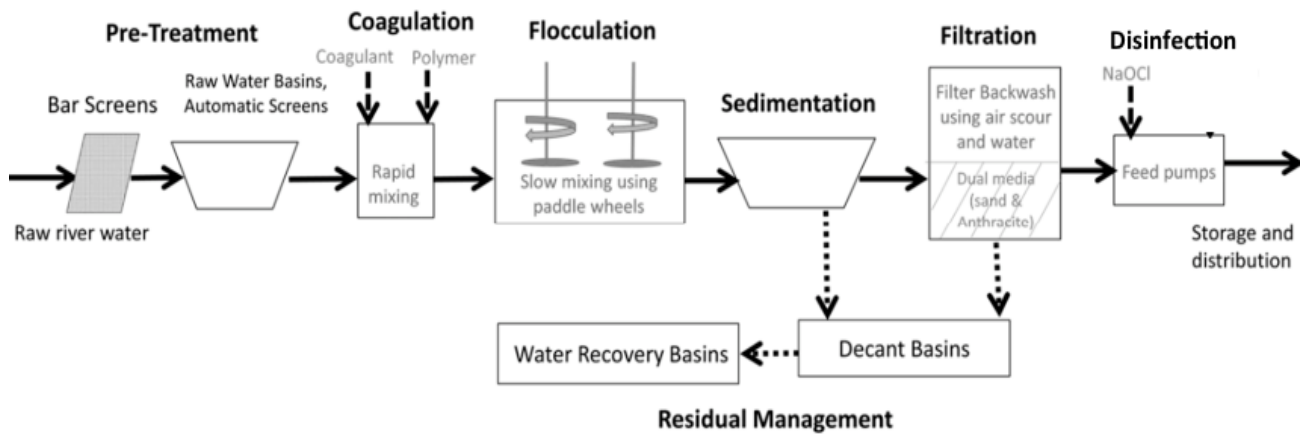 Pre-Treatment
Bar Screens
Raw river water
Raw Water Basins,
Automatic Screens
Coagulation
Coagulant
Polymer
Rapid
mixing
Flocculation
Slow mixing using
paddle wheels
Sedimentation
Filtration
Filter Backwash
using air scour
and water
Dual media
(sand &
Anthracite)
Disinfection
NaOCl
Feed pumps
Storage and
distribution
Water Recovery Basins
Decant Basins
Residual Management